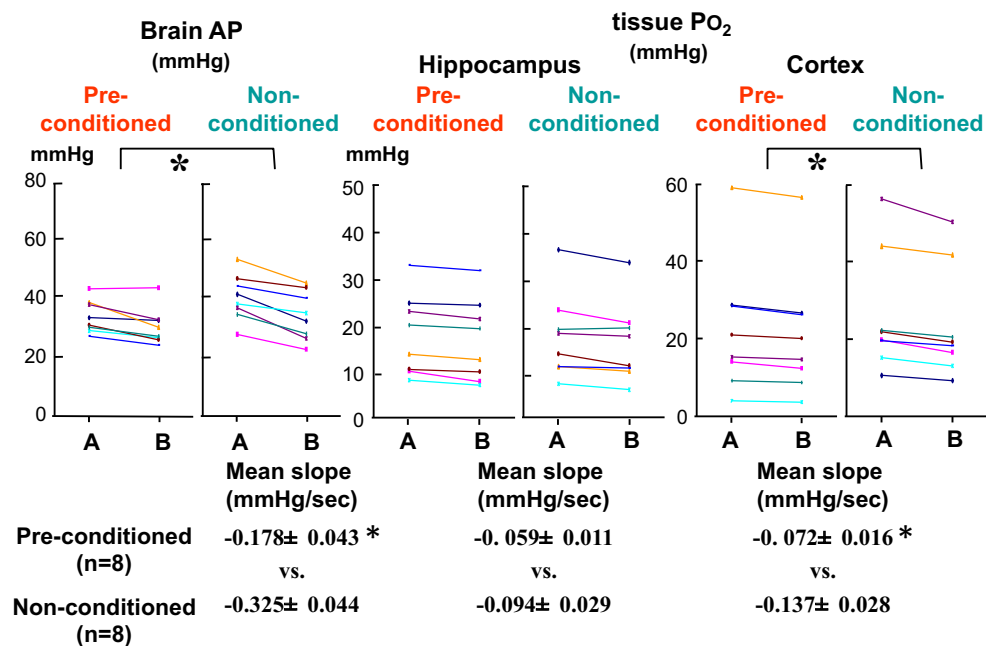 Brain AP
(mmHg)
tissue PO₂
(mmHg)
Hippocampus
Cortex
Pre-
conditioned
Non-
conditioned
Pre-
conditioned
Non-
conditioned
Pre-
conditioned
Non-
conditioned
mmHg
*
mmHg
*
80
60
40
20
0
50
40
30
20
10
0
60
40
20
0
A B A B A B A B A B A B
Mean slope
(mmHg/sec)
Mean slope
(mmHg/sec)
Mean slope
(mmHg/sec)
Pre-conditioned
(n=8)
-0.178± 0.043 *
-0. 059± 0.011
-0. 072± 0.016 *
vs.
vs.
vs.
Non-conditioned
(n=8)
-0.325± 0.044
-0.094± 0.029
-0.137± 0.028